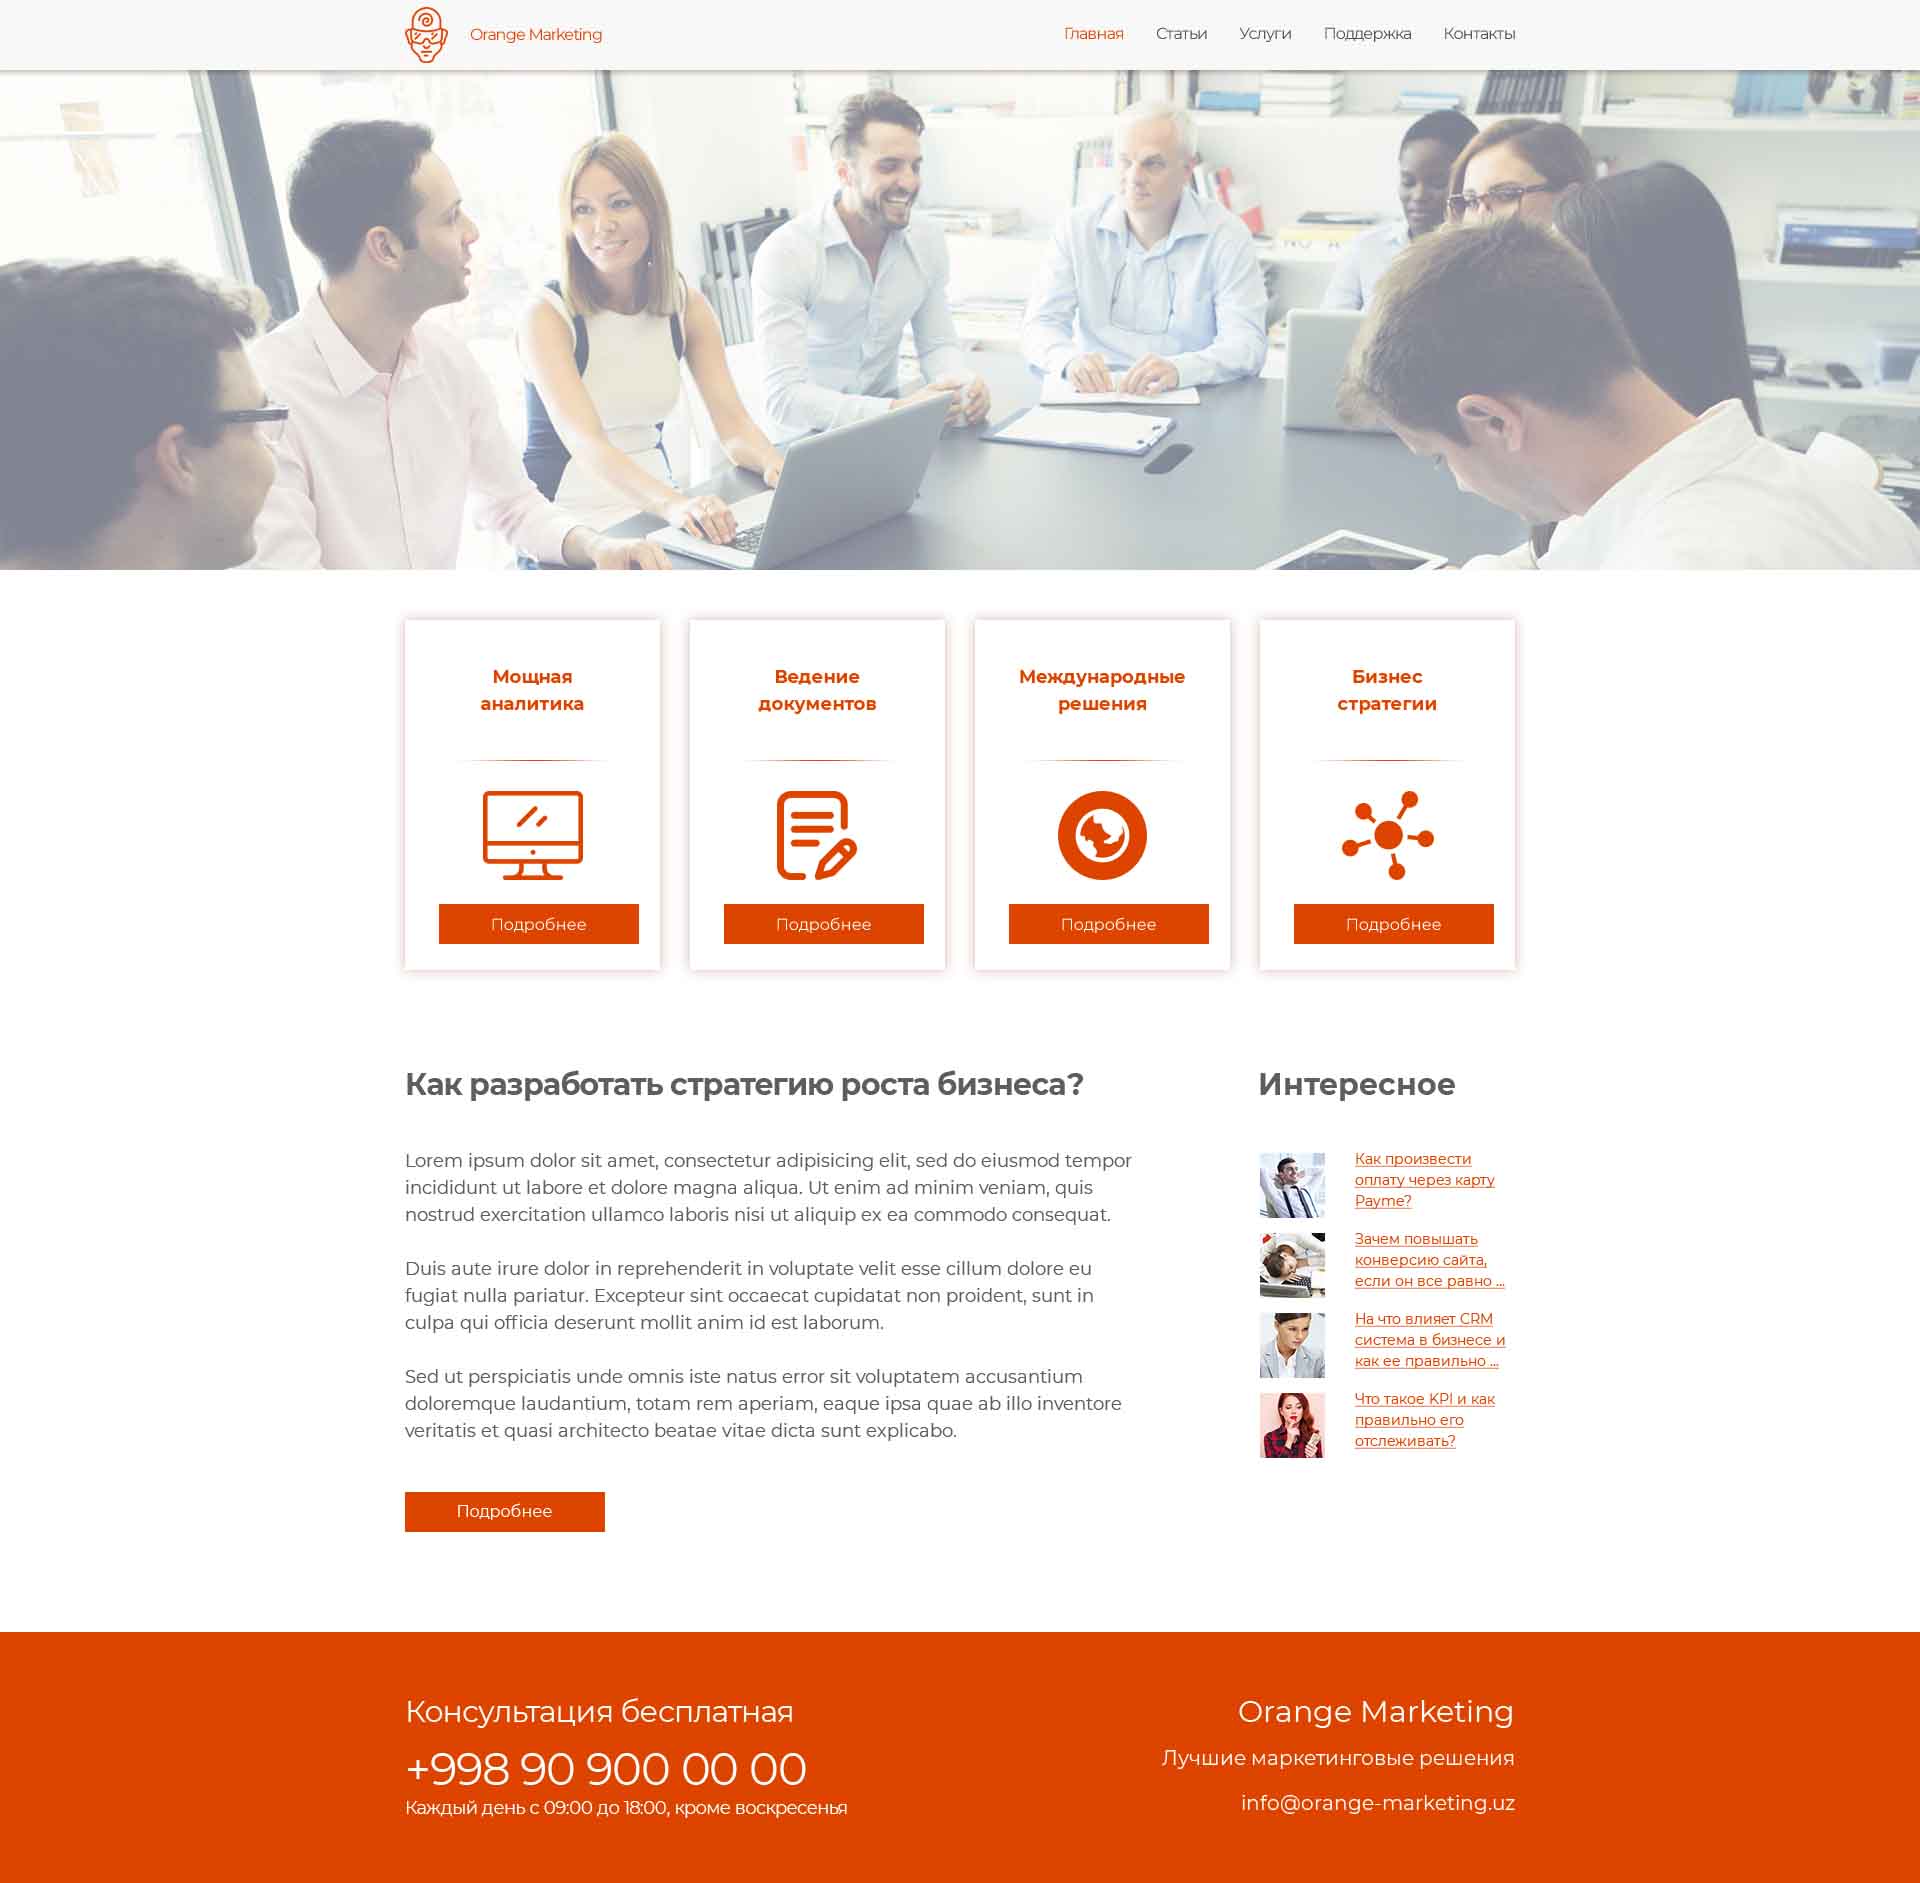 Orange Marketing
Главная Статьи Услуги Поддержка Контакты
Мощная
аналитика
Подробнее
Ведение
документов
Подробнее
Международные
решения
Подробнее
Бизнес
стратегии
Подробнее
Как разработать стратегию роста бизнеса?
Lorem ipsum dolor sit amet, consectetur adipisicing elit, sed do eiusmod tempor
incididunt ut labore et dolore magna aliqua. Ut enim ad minim veniam, quis
nostrud exercitation ullamco laboris nisi ut aliquip ex ea commodo consequat.
Duis aute irure dolor in reprehenderit in voluptate velit esse cillum dolore eu
fugiat nulla pariatur. Excepteur sint occaecat cupidatat non proident, sunt in
culpa qui officia deserunt mollit anim id est laborum.
Sed ut perspiciatis unde omnis iste natus error sit voluptatem accusantium
doloremque laudantium, totam rem aperiam, eaque ipsa quae ab illo inventore
veritatis et quasi architecto beatae vitae dicta sunt explicabo.
Подробнее
Интересное
Как произвести
оплату через карту
Payme?
Зачем повышать
конверсию сайта,
если он все равно ...
На что влияет CRM
система в бизнесе и
как ее правильно ...
Что такое KPI и как
правильно его
отслеживать?
Консультация бесплатная
+998 90 900 00 00
Каждый день с 09:00 до 18:00, кроме воскресенья
Orange Marketing
Лучшие маркетинговые решения
info@orange-marketing.uz